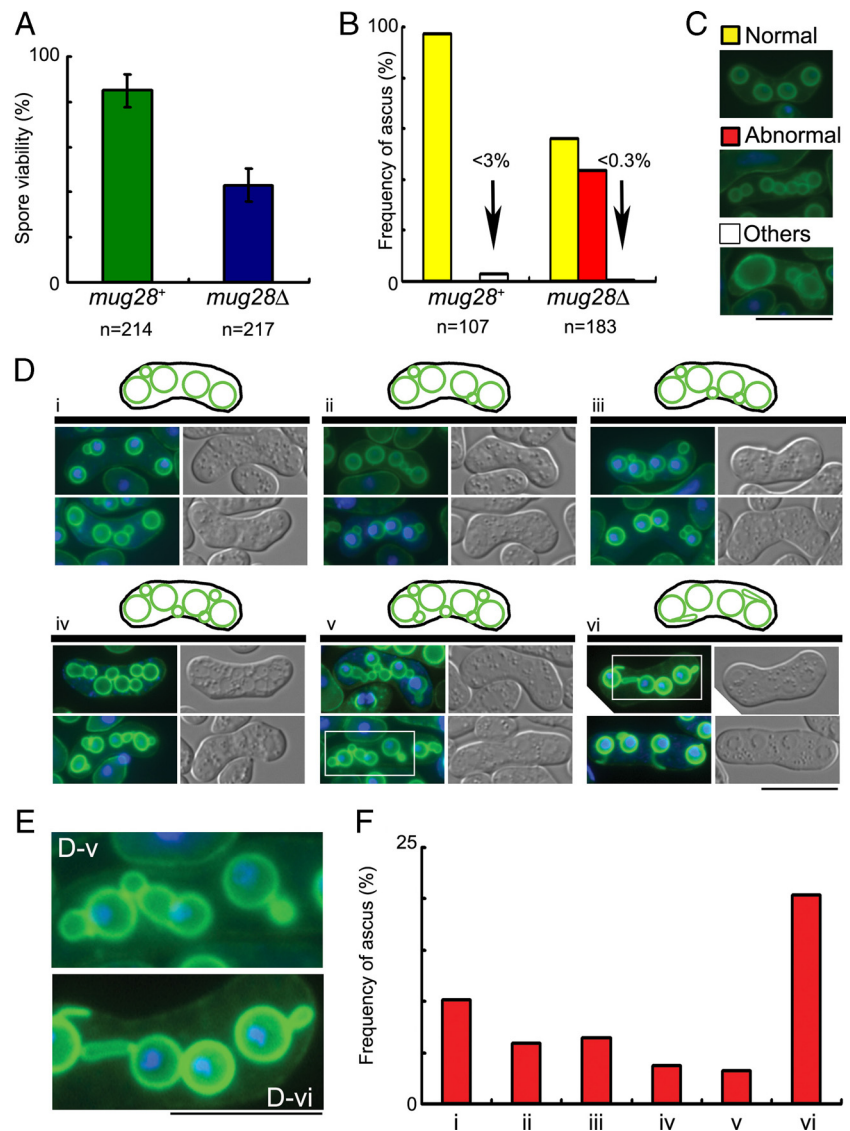 A
100
Spore viability (%)
0
mug28⁺
mug28Δ
n=214
n=217
B
100
Frequency of ascus (%)
0
<3%
<0.3%
mug28⁺
mug28Δ
n=107
n=183
C
Normal
Abnormal
Others
D
i
ii
iii
iv
v
vi
E
D-v
D-vi
F
25
Frequency of ascus (%)
0
i
ii
iii
iv
v
vi